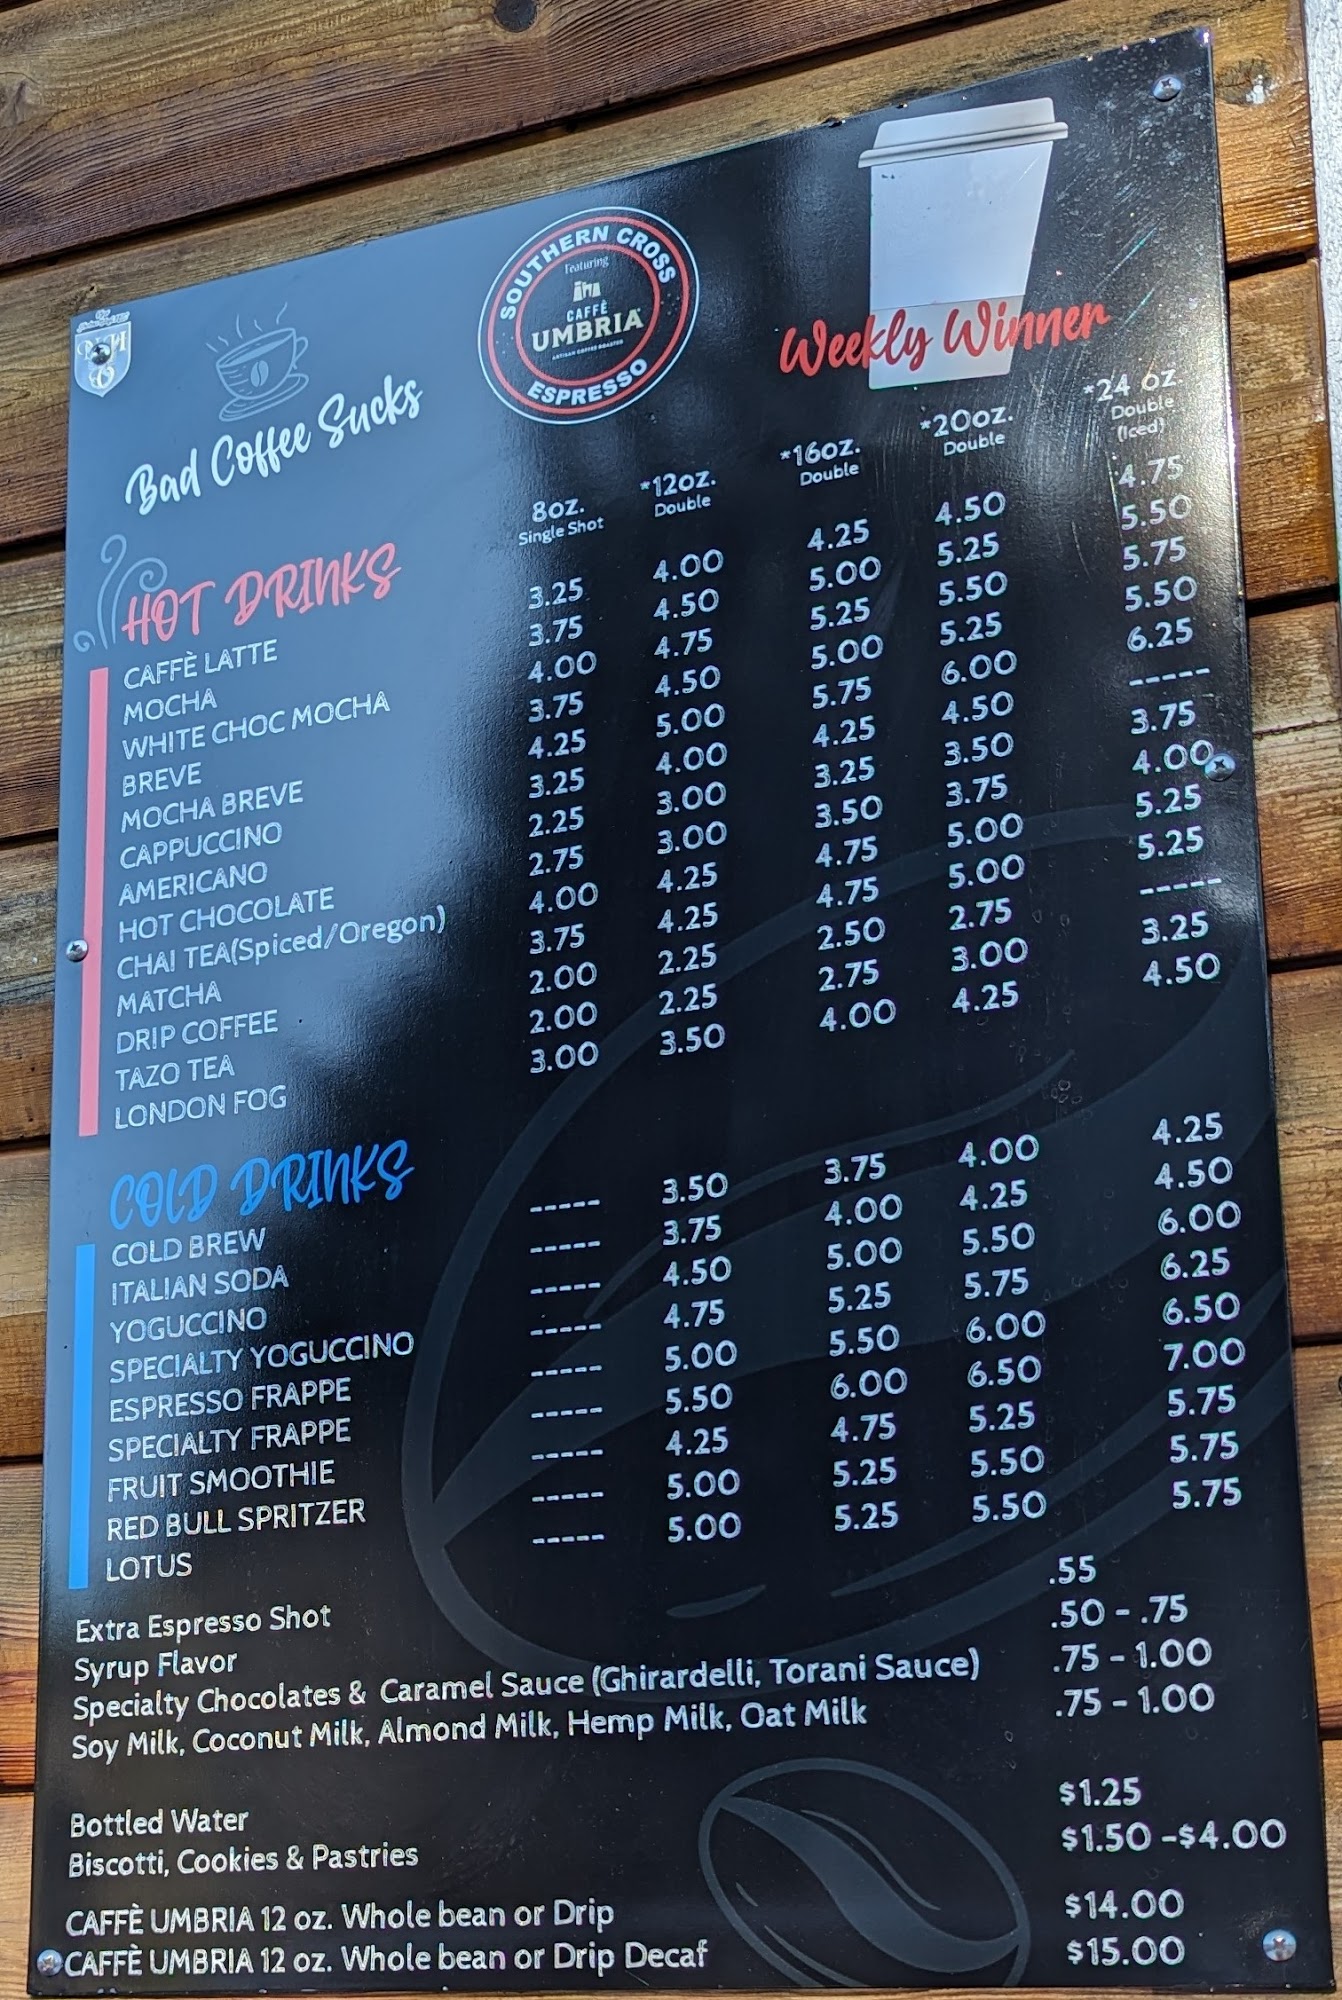 SOUTHERN CROSS
Featuring
CAFFÈ
UMBRIA
ARTISAN COFFEE ROASTER
ESPRESSO
Bad Coffee Sucks
Weekly Winner
8oz. *12oz. *16oz. *20oz. *24 oz
Single Shot Double Double Double Double
(Iced)
HOT DRINKS
CAFFÈ LATTE 3.25 4.00 4.25 4.50 4.75
MOCHA 3.75 4.50 5.00 5.25 5.50
WHITE CHOC MOCHA 4.00 4.75 5.25 5.50 5.75
BREVE 3.75 4.50 5.00 5.25 5.50
MOCHA BREVE 4.25 5.00 5.75 6.00 6.25
CAPPUCCINO 3.25 4.00 4.25 4.50 -----
AMERICANO 2.25 3.00 3.25 3.50 3.75
HOT CHOCOLATE 2.75 3.00 3.50 3.75 4.00
CHAI TEA(Spiced/Oregon) 4.00 4.25 4.75 5.00 5.25
MATCHA 3.75 4.25 4.75 5.00 5.25
DRIP COFFEE 2.00 2.25 2.50 2.75 -----
TAZO TEA 2.00 2.25 2.75 3.00 3.25
LONDON FOG 3.00 3.50 4.00 4.25 4.50
COLD DRINKS
COLD BREW ----- 3.50 3.75 4.00 4.25
ITALIAN SODA ----- 3.75 4.00 4.25 4.50
YOGUCCINO ----- 4.50 5.00 5.50 6.00
SPECIALTY YOGUCCINO ----- 4.75 5.25 5.75 6.25
ESPRESSO FRAPPE ----- 5.00 5.50 6.00 6.50
SPECIALTY FRAPPE ----- 5.50 6.00 6.50 7.00
FRUIT SMOOTHIE ----- 4.25 4.75 5.25 5.75
RED BULL SPRITZER ----- 5.00 5.25 5.50 5.75
LOTUS ----- 5.00 5.25 5.50 5.75
Extra Espresso Shot .55
Syrup Flavor .50 - .75
Specialty Chocolates & Caramel Sauce (Ghirardelli, Torani Sauce) .75 - 1.00
Soy Milk, Coconut Milk, Almond Milk, Hemp Milk, Oat Milk .75 - 1.00
Bottled Water $1.25
Biscotti, Cookies & Pastries $1.50 -$4.00
CAFFÈ UMBRIA 12 oz. Whole bean or Drip $14.00
CAFFÈ UMBRIA 12 oz. Whole bean or Drip Decaf $15.00